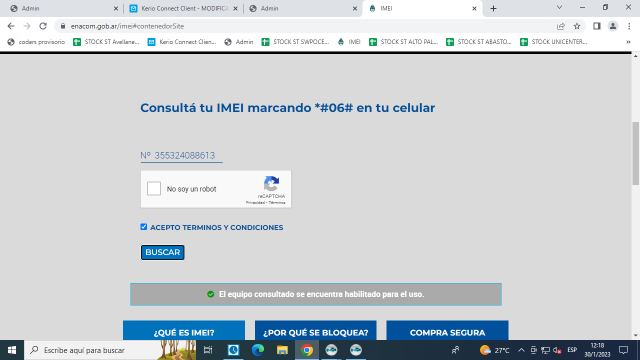 Admin
Kerio Connect Client - MODIFICA
Admin
IMEI
enacom.gob.ar/imei#contenedorSite
coders provisorio
STOCK ST Avellane...
Kerio Connect Clien...
Admin
STOCK ST SWPOCE...
IMEI
STOCK ST ALTO PAL...
STOCK ST ABASTO...
STOCK UNICENTER...
Consultá tu IMEI marcando *#06# en tu celular
Nº 355324088613
No soy un robot
reCAPTCHA
Privacidad - Términos
ACEPTO TERMINOS Y CONDICIONES
BUSCAR
El equipo consultado se encuentra habilitado para el uso.
¿QUÉ ES IMEI?
¿POR QUÉ SE BLOQUEA?
COMPRA SEGURA
Escribe aquí para buscar
27°C
ESP
12:18
30/1/2023